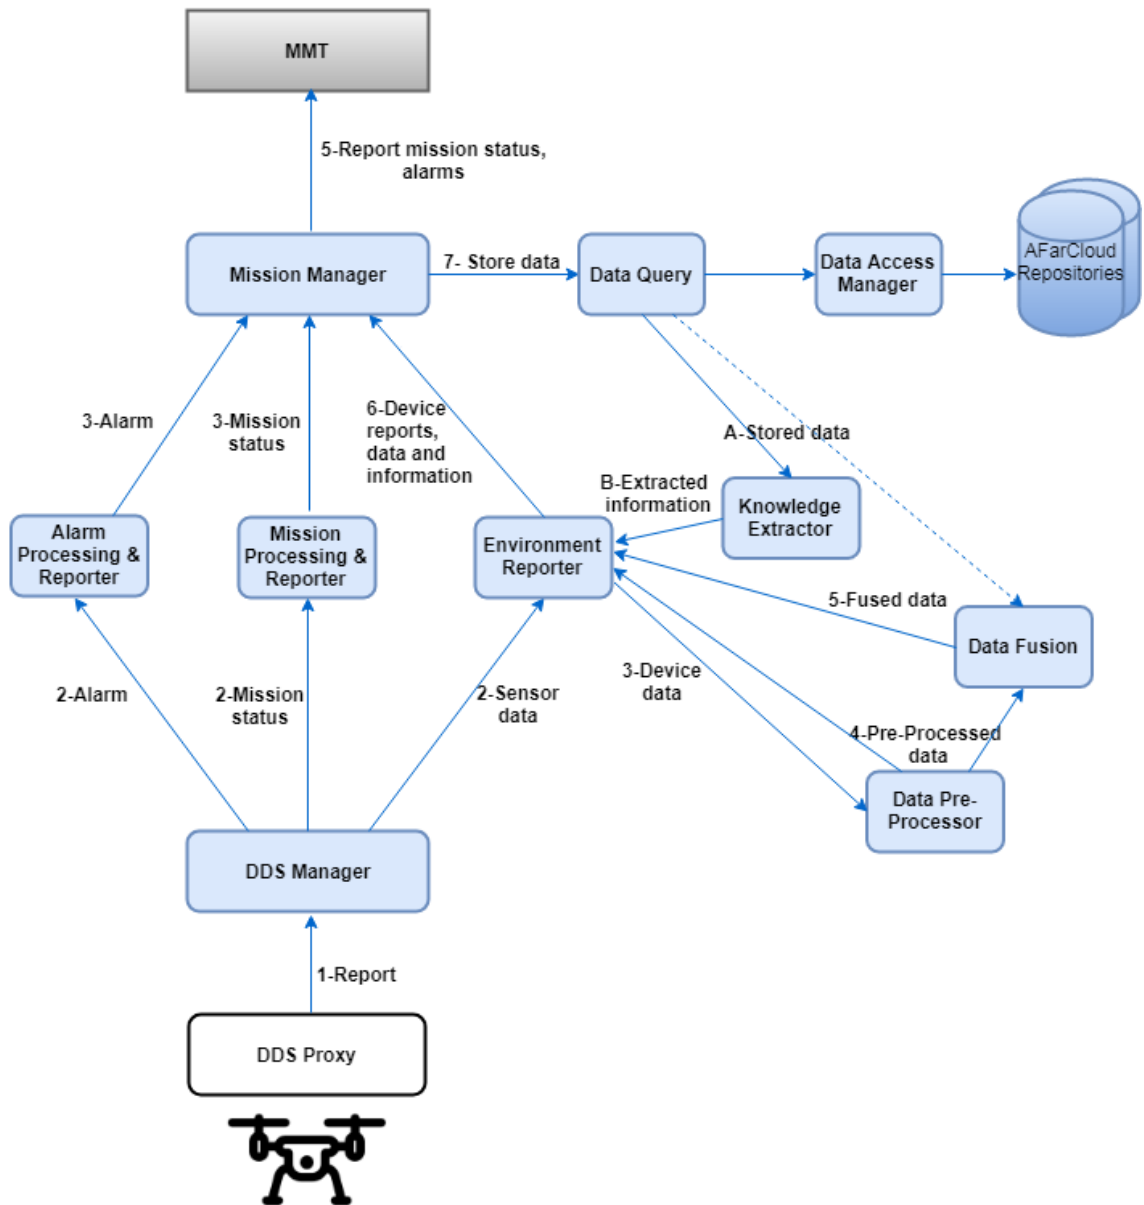 MMT
5-Report mission status,
alarms
Mission Manager
7- Store data
Data Query
Data Access
Manager
AFarCloud
Repositories
3-Alarm
3-Mission
status
6-Device
reports,
data and
information
A-Stored data
B-Extracted
information
Knowledge
Extractor
Alarm
Processing &
Reporter
Mission
Processing &
Reporter
Environment
Reporter
5-Fused data
Data Fusion
2-Alarm
2-Mission
status
2-Sensor
data
3-Device
data
4-Pre-Processed
data
Data Pre-
Processor
DDS Manager
1-Report
DDS Proxy